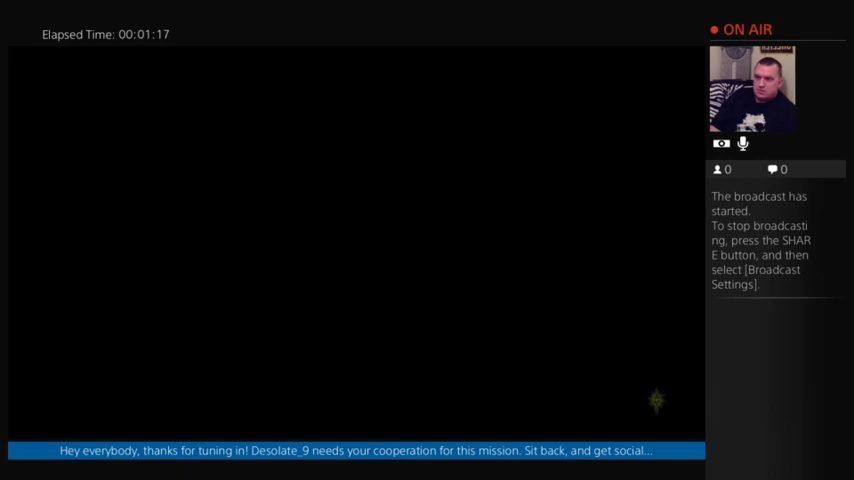 Elapsed Time: 00:01:17
ON AIR
0 0
The broadcast has
started.
To stop broadcasti
ng, press the SHAR
E button, and then
select [Broadcast
Settings].
Hey everybody, thanks for tuning in! Desolate_9 needs your cooperation for this mission. Sit back, and get social...